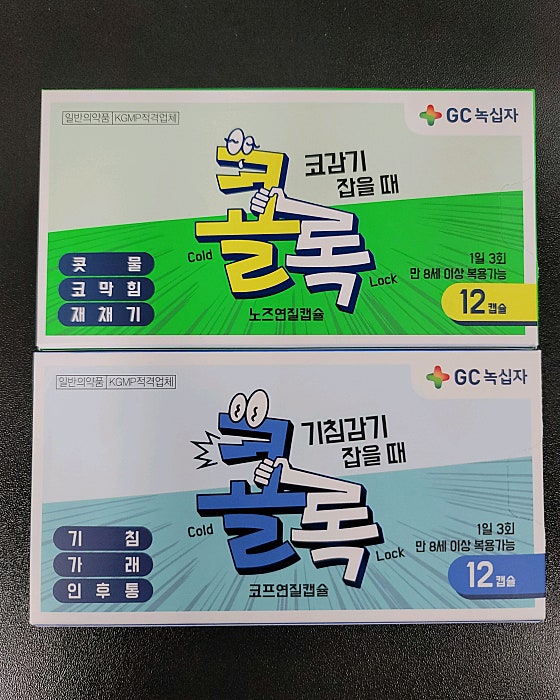 일반의약품 KGMP적격업체
GC 녹십자
코감기
잡을 때
콜록
Cold
Lock
노즈연질캡슐
콧물
코막힘
재채기
1일 3회
만 8세 이상 복용가능
12캡슐
일반의약품 KGMP적격업체
GC 녹십자
기침감기
잡을 때
콜록
Cold
Lock
코프연질캡슐
기침
가래
인후통
1일 3회
만 8세 이상 복용가능
12캡슐